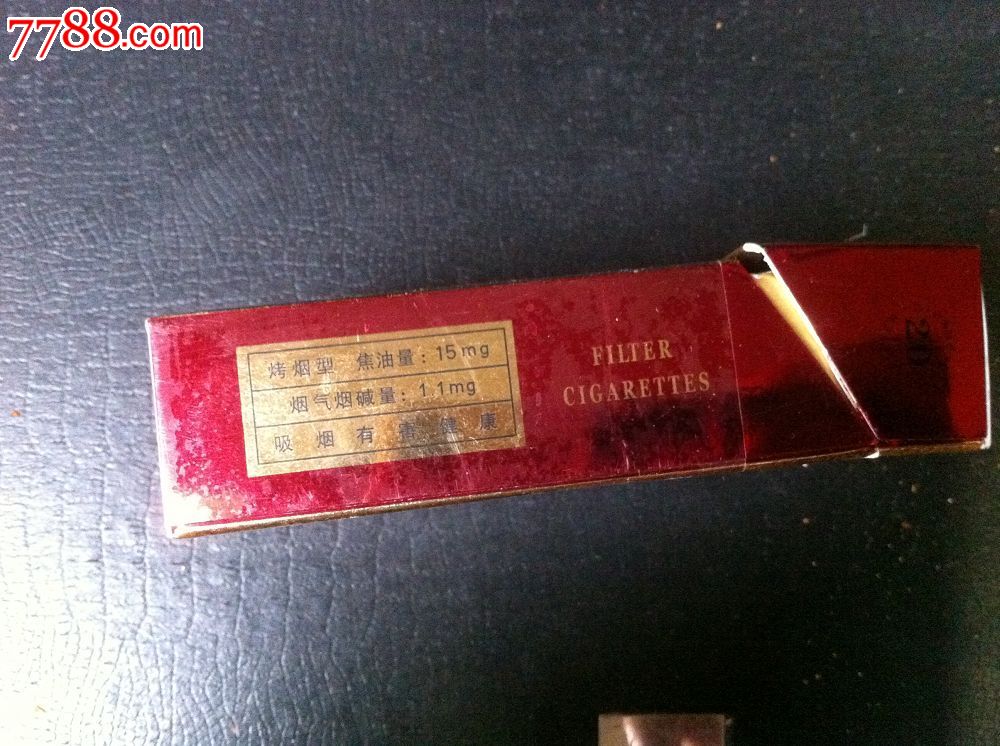 7788.com
烤烟型 焦油量：15mg
烟气烟碱量：1.1mg
吸烟有害健康
FILTER
CIGARETTES
20